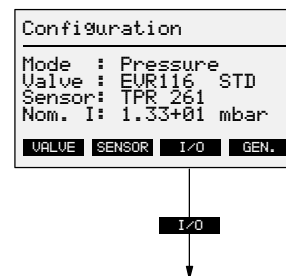 Configuration
Mode : Pressure
Valve : EVR116 STD
Sensor: TPR 261
Nom. I: 1.33+01 mbar
VALVE SENSOR I/O GEN.
I/O